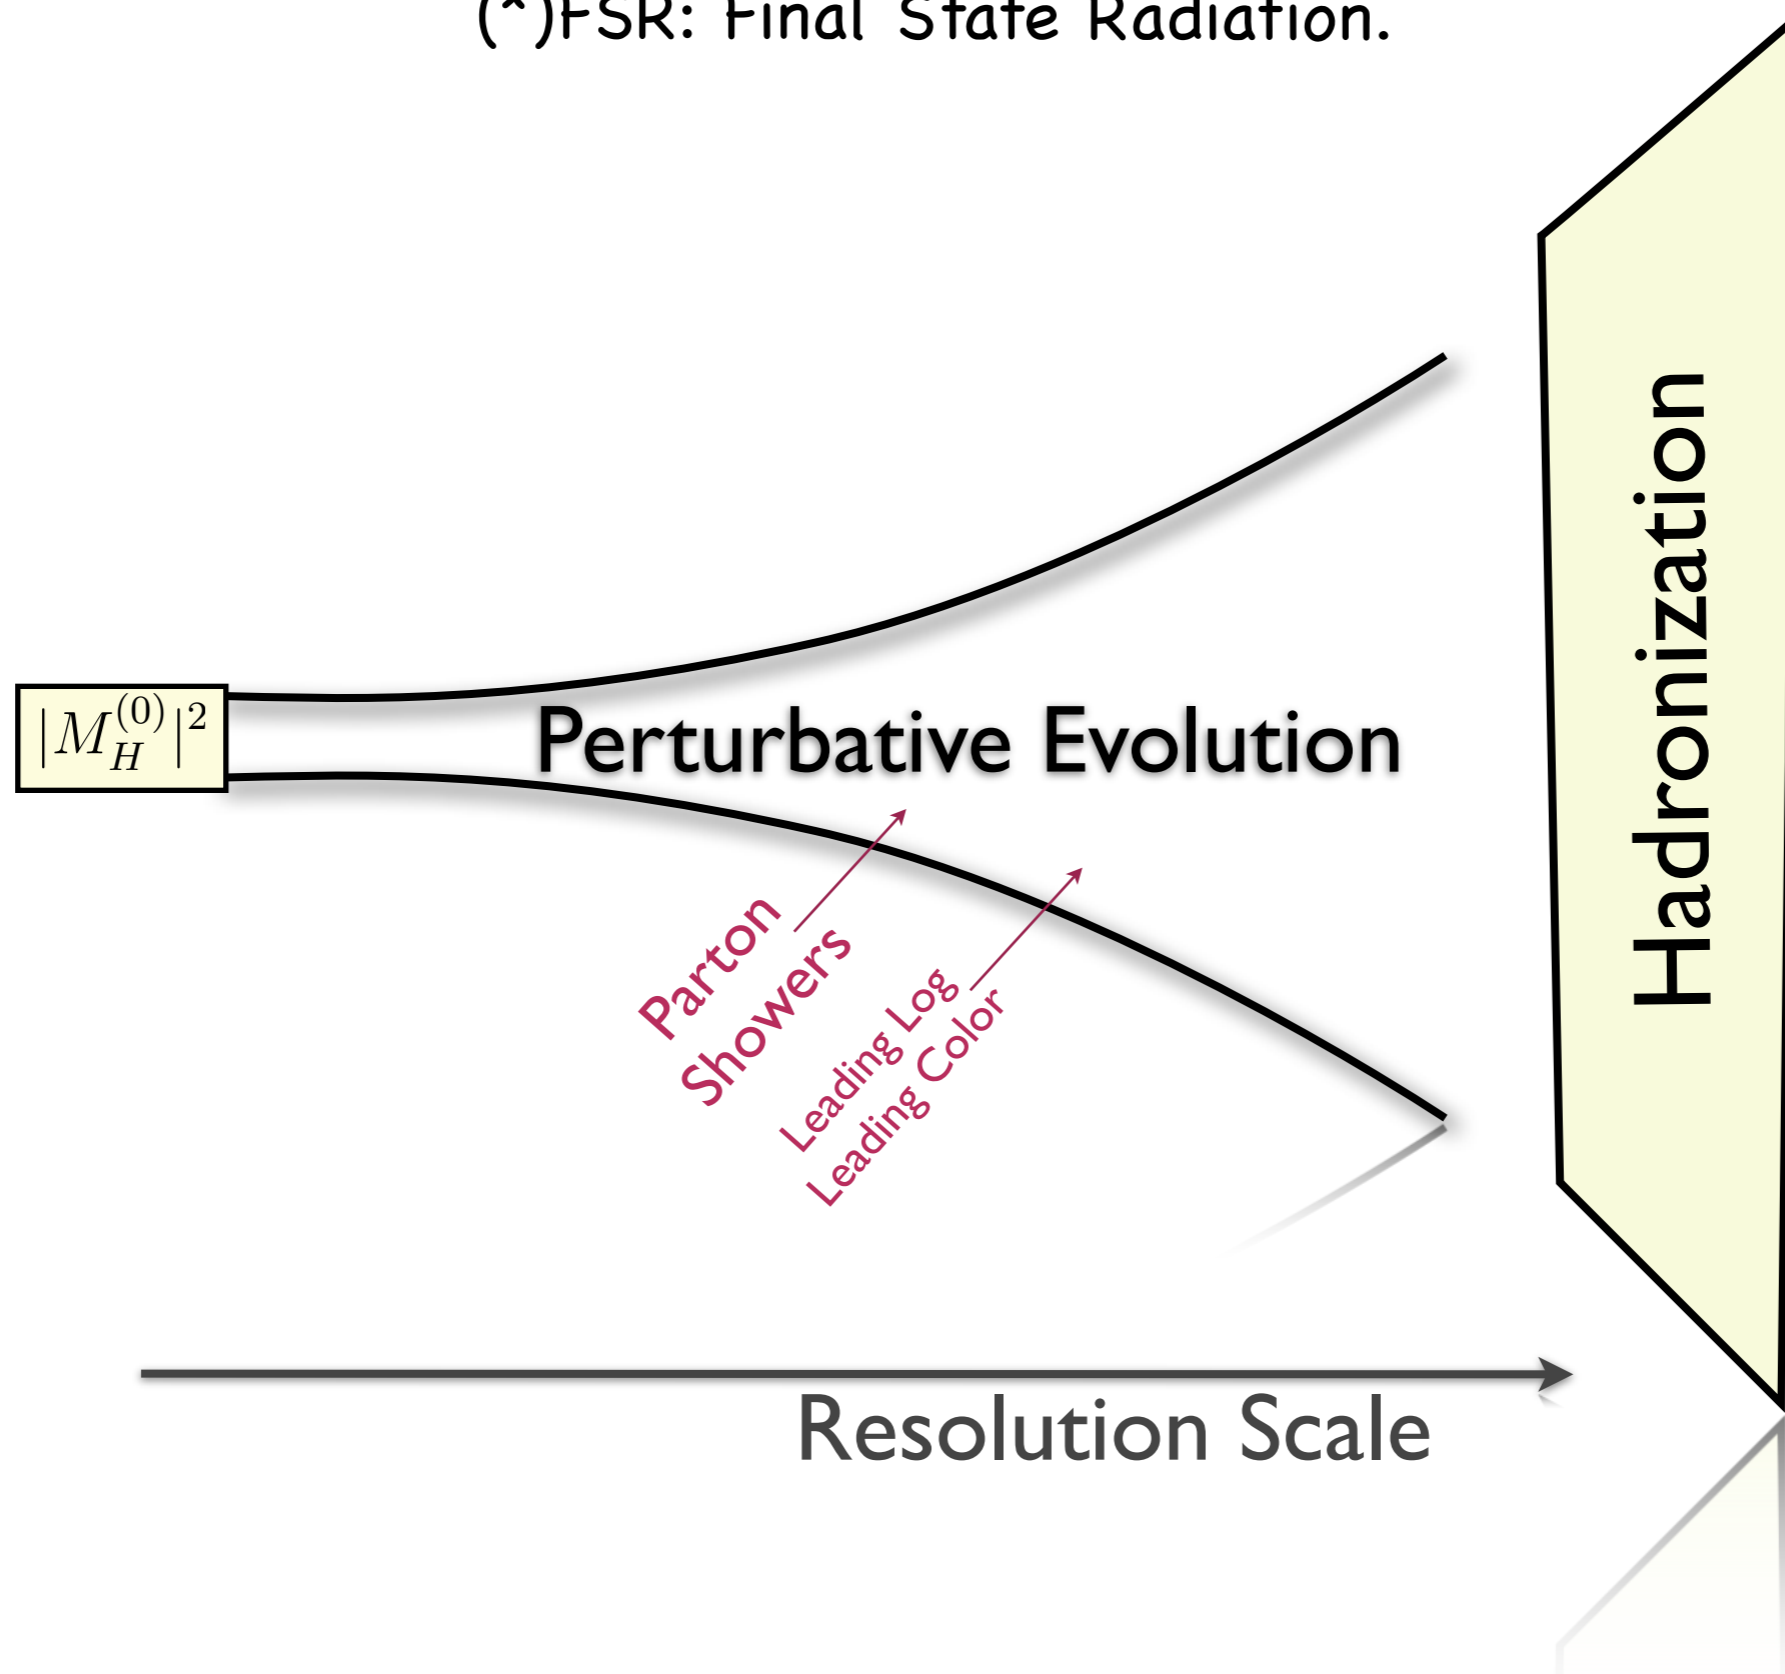 (*)FSR: Final State Radiation.
|M_H^{(0)}|^2
Perturbative Evolution
Parton
Showers
Leading Log
Leading Color
Hadronization
Resolution Scale